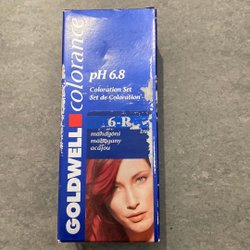 GOLDWELL colorance
pH 6.8
Coloration Set
Set de Coloration
6-R
mahagoni
mahogany
acajou